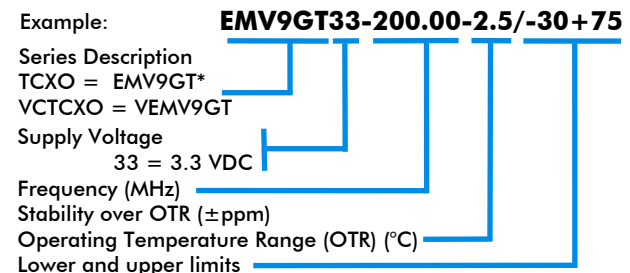 Example: EMV9GT33-200.00-2.5/-30+75
Series Description
TCXO = EMV9GT*
VCTCXO = VEMV9GT
Supply Voltage
33 = 3.3 VDC
Frequency (MHz)
Stability over OTR (±ppm)
Operating Temperature Range (OTR) (°C)
Lower and upper limits